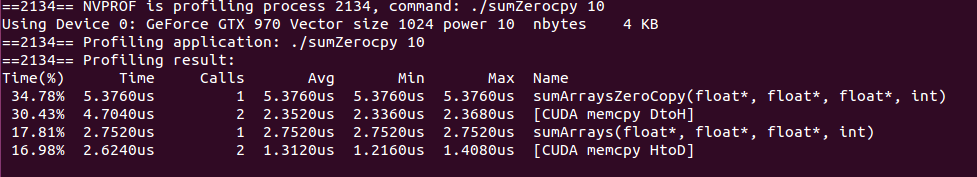 ==2134== NVPROF is profiling process 2134, command: ./sumZerocpy 10
Using Device 0: GeForce GTX 970 Vector size 1024 power 10  nbytes    4 KB
==2134== Profiling application: ./sumZerocpy 10
==2134== Profiling result:
Time(%)      Time     Calls       Avg       Min       Max  Name
 34.78%  5.3760us         1  5.3760us  5.3760us  5.3760us  sumArraysZeroCopy(float*, float*, float*, int)
 30.43%  4.7040us         2  2.3520us  2.3360us  2.3680us  [CUDA memcpy DtoH]
 17.81%  2.7520us         1  2.7520us  2.7520us  2.7520us  sumArrays(float*, float*, float*, int)
 16.98%  2.6240us         2  1.3120us  1.2160us  1.4080us  [CUDA memcpy HtoD]